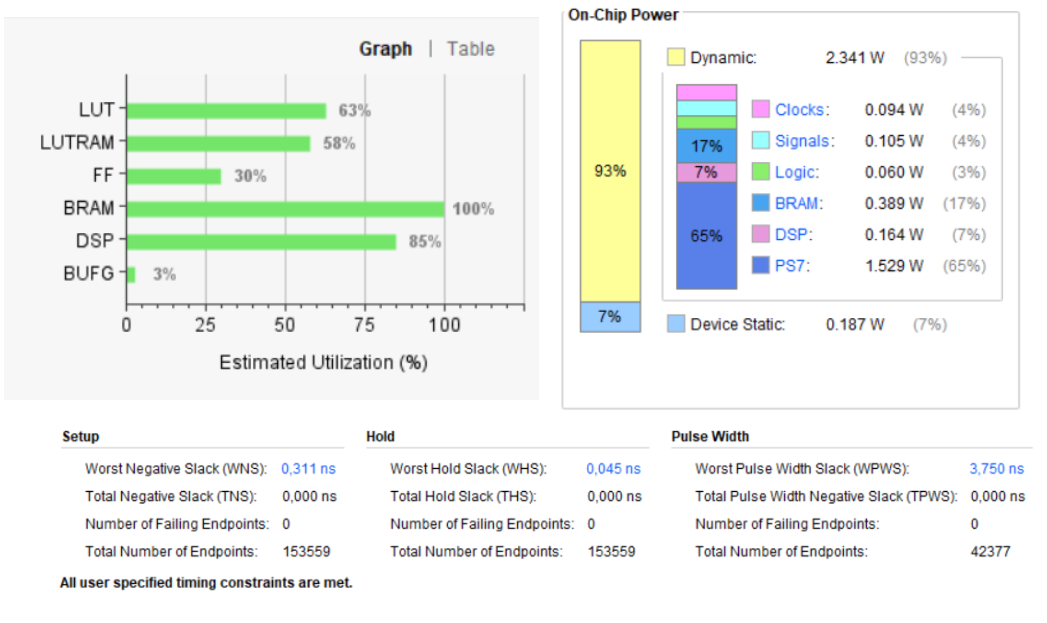 Graph | Table
LUT 63%
LUTRAM 58%
FF 30%
BRAM 100%
DSP 85%
BUFG 3%
0 25 50 75 100
Estimated Utilization (%)
On-Chip Power
Dynamic: 2.341 W (93%)
Clocks: 0.094 W (4%)
Signals: 0.105 W (4%)
17% Logic: 0.060 W (3%)
93% 7% BRAM: 0.389 W (17%)
65% DSP: 0.164 W (7%)
PS7: 1.529 W (65%)
7% Device Static: 0.187 W (7%)
Setup
Worst Negative Slack (WNS): 0,311 ns
Total Negative Slack (TNS): 0,000 ns
Number of Failing Endpoints: 0
Total Number of Endpoints: 153559
Hold
Worst Hold Slack (WHS): 0,045 ns
Total Hold Slack (THS): 0,000 ns
Number of Failing Endpoints: 0
Total Number of Endpoints: 153559
Pulse Width
Worst Pulse Width Slack (WPWS): 3,750 ns
Total Pulse Width Negative Slack (TPWS): 0,000 ns
Number of Failing Endpoints: 0
Total Number of Endpoints: 42377
All user specified timing constraints are met.